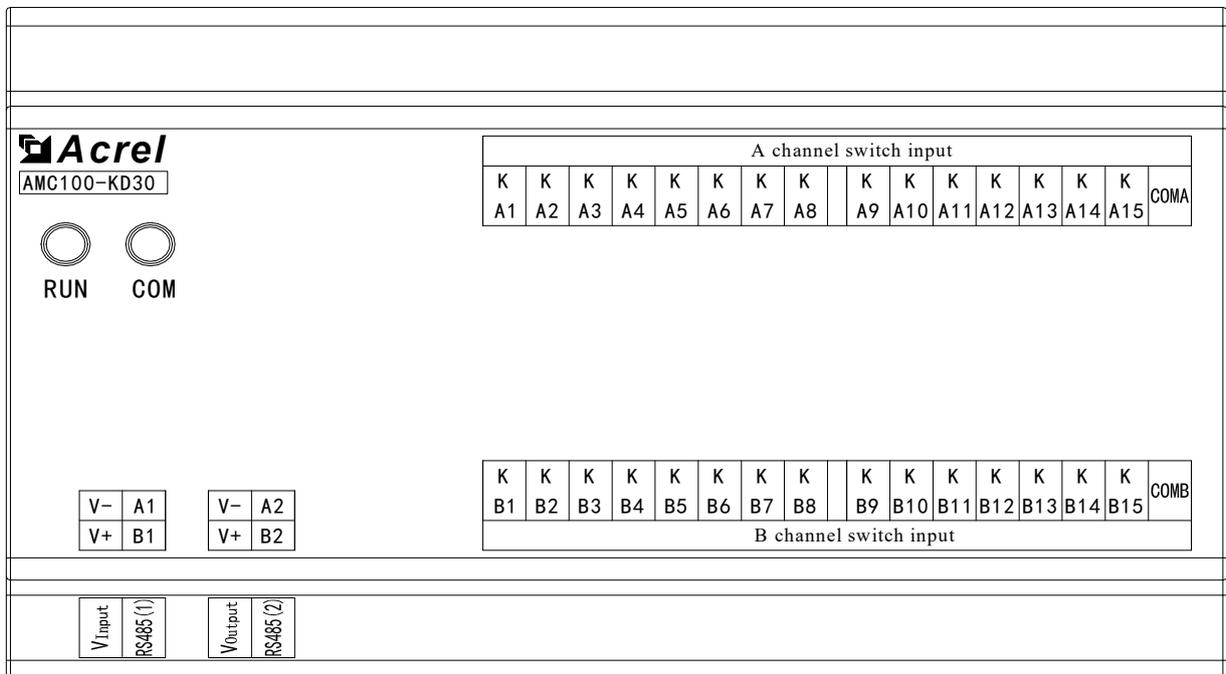 Acrel
AMC100-KD30
RUN COM
A channel switch input
K K K K K K K K K K K K K K K COMA
A1 A2 A3 A4 A5 A6 A7 A8 A9 A10 A11 A12 A13 A14 A15
K K K K K K K K K K K K K K K COMB
B1 B2 B3 B4 B5 B6 B7 B8 B9 B10 B11 B12 B13 B14 B15
B channel switch input
V- A1 V- A2
V+ B1 V+ B2
VInput RS485(1) VOutput RS485(2)